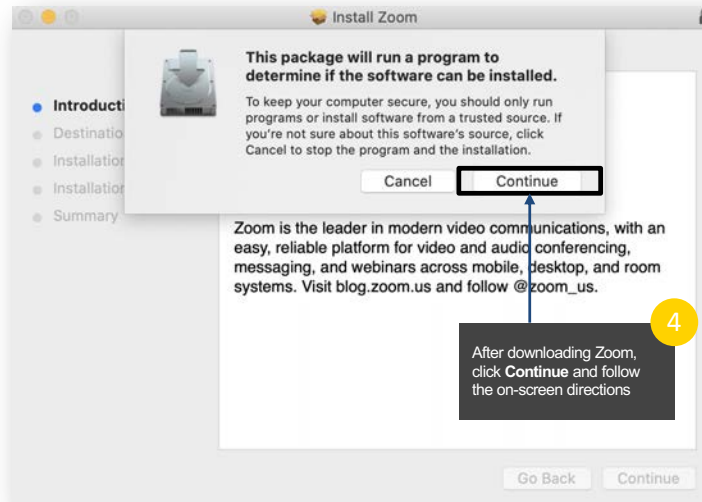 Install Zoom
This package will run a program to
determine if the software can be installed.
To keep your computer secure, you should only run
programs or install software from a trusted source. If
you're not sure about this software's source, click
Cancel to stop the program and the installation.
Cancel
Continue
Introducti
Destinatio
Installation
Installation
Summary
Zoom is the leader in modern video communications, with an
easy, reliable platform for video and audio conferencing,
messaging, and webinars across mobile, desktop, and room
systems. Visit blog.zoom.us and follow @zoom_us.
4
After downloading Zoom,
click Continue and follow
the on-screen directions
Go Back
Continue